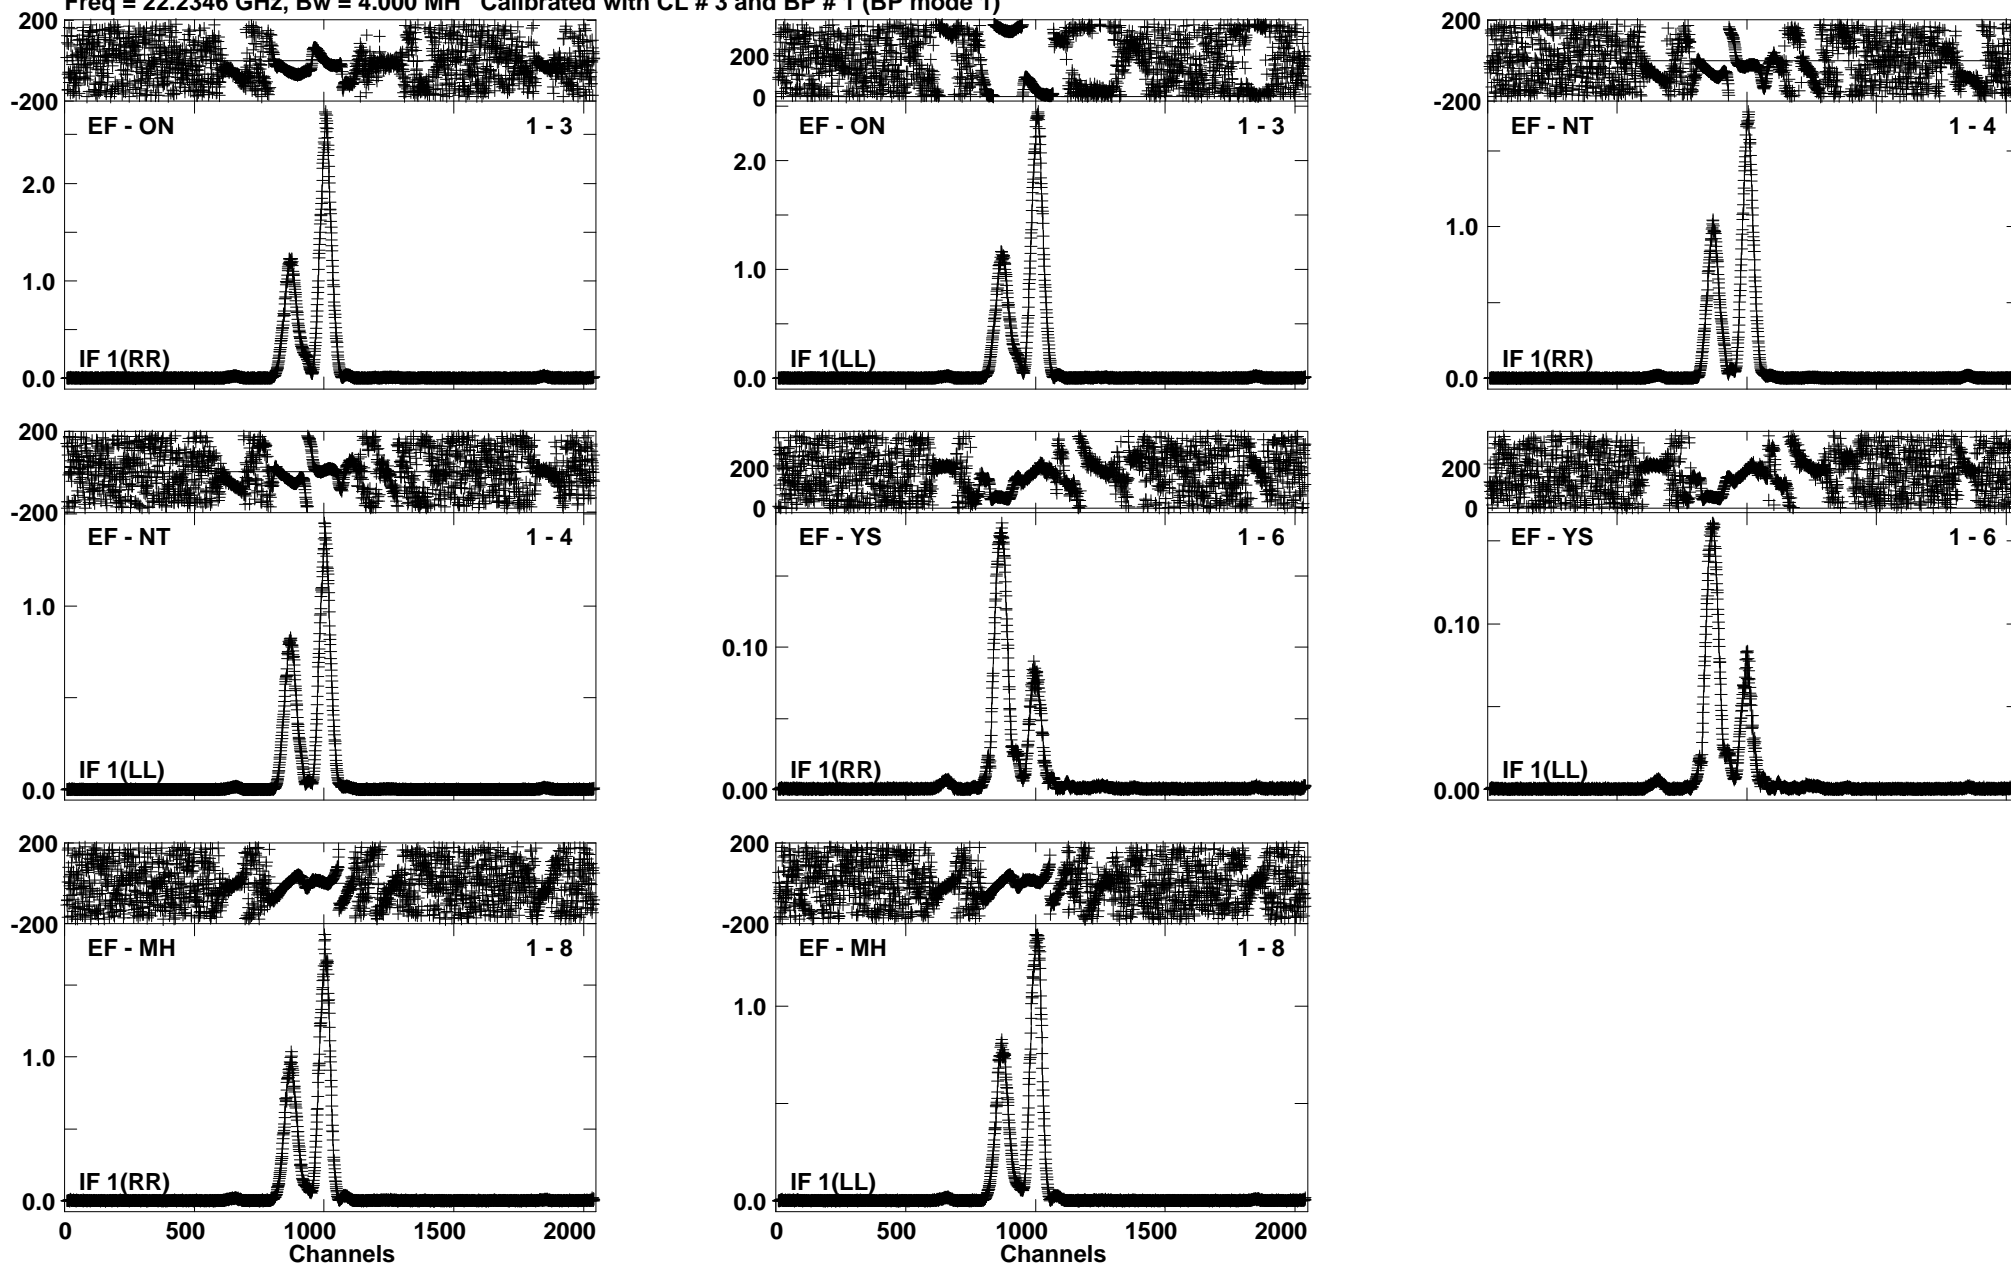 Freq = 22.2346 GHz, Bw = 4.000 MH Calibrated with CL # 3 and BP # 1 (BP mode 1)
200
-200
EF - ON
1 - 3
2.0
1.0
0.0
IF 1(RR)
200
0
EF - ON
1 - 3
2.0
1.0
0.0
IF 1(LL)
200
-200
EF - NT
1 - 4
1.0
0.0
IF 1(RR)
200
-200
EF - NT
1 - 4
1.0
0.0
IF 1(LL)
200
0
EF - YS
1 - 6
0.10
0.00
IF 1(RR)
200
0
EF - YS
1 - 6
0.10
0.00
IF 1(LL)
200
-200
EF - MH
1 - 8
1.0
0.0
IF 1(RR)
0 500 1000 1500 2000
Channels
200
-200
EF - MH
1 - 8
1.0
0.0
IF 1(LL)
0 500 1000 1500 2000
Channels